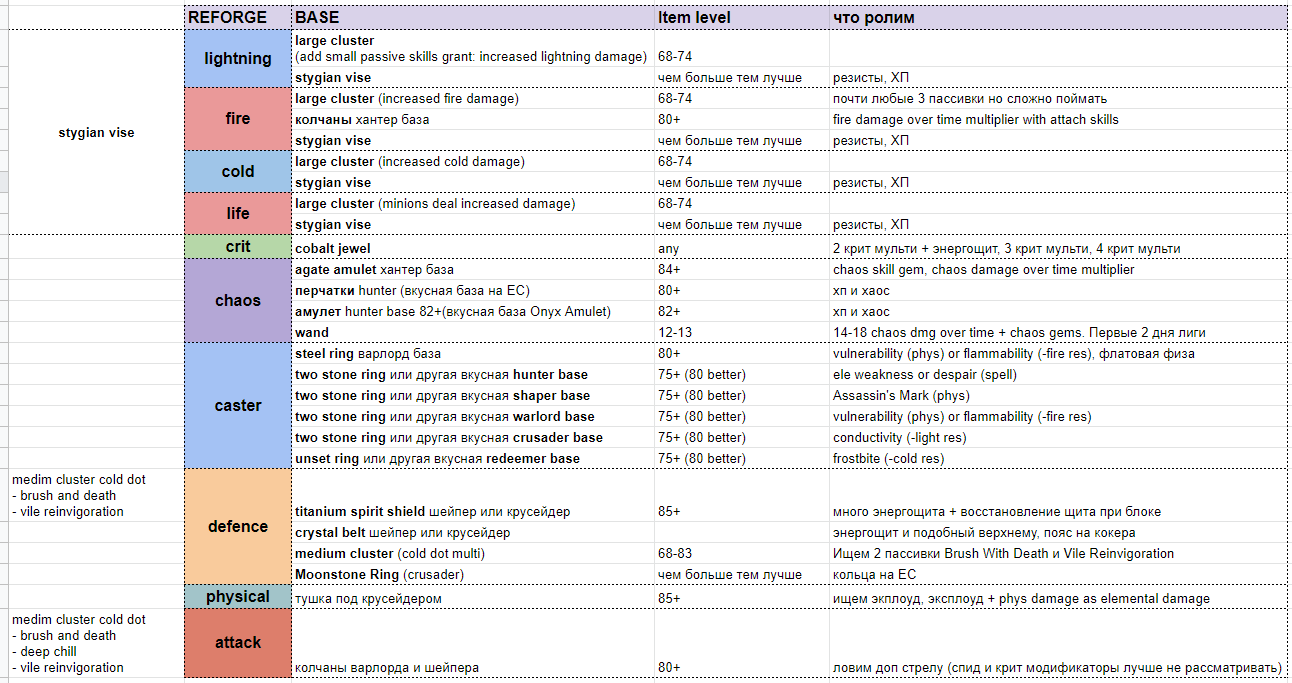 REFORGE BASE Item level что ролим
large cluster
lightning (add small passive skills grant: increased lightning damage) 68-74
stygian vise чем больше тем лучше резисты, ХП
large cluster (increased fire damage) 68-74 почти любые 3 пассивки но сложно поймать
stygian vise fire колчаны хантер база 80+ fire damage over time multiplier with attach skills
stygian vise чем больше тем лучше резисты, ХП
cold large cluster (increased cold damage) 68-74
stygian vise чем больше тем лучше резисты, ХП
life large cluster (minions deal increased damage) 68-74
stygian vise чем больше тем лучше резисты, ХП
crit cobalt jewel any 2 крит мульти + энергощит, 3 крит мульти, 4 крит мульти
agate amulet хантер база 84+ chaos skill gem, chaos damage over time multiplier
chaos перчатки hunter (вкусная база на ЕС) 80+ хп и хаос
амулет hunter base 82+(вкусная база Onyx Amulet) 82+ хп и хаос
wand 12-13 14-18 chaos dmg over time + chaos gems. Первые 2 дня лиги
steel ring варлорд база 80+ vulnerability (phys) or flammability (-fire res), флатовая физа
two stone ring или другая вкусная hunter base 75+ (80 better) ele weakness or despair (spell)
caster two stone ring или другая вкусная shaper base 75+ (80 better) Assassin's Mark (phys)
two stone ring или другая вкусная warlord base 75+ (80 better) vulnerability (phys) or flammability (-fire res)
two stone ring или другая вкусная crusader base 75+ (80 better) conductivity (-light res)
unset ring или другая вкусная redeemer base 75+ (80 better) frostbite (-cold res)
medim cluster cold dot
- brush and death
- vile reinvigoration
defence titanium spirit shield шейпер или крусейдер 85+ много энергощита + восстановление щита при блоке
crystal belt шейпер или крусейдер энергощит и подобный верхнему, пояс на кокера
medium cluster (cold dot multi) 68-83 Ищем 2 пассивки Brush With Death и Vile Reinvigoration
Moonstone Ring (crusader) чем больше тем лучше кольца на ЕС
physical тушка под крусейдером 85+ ищем экплоуд, эксплоуд + phys damage as elemental damage
medim cluster cold dot
- brush and death
- deep chill
- vile reinvigoration
attack колчаны варлорда и шейпера 80+ ловим доп стрелу (спид и крит модификаторы лучше не рассматривать)